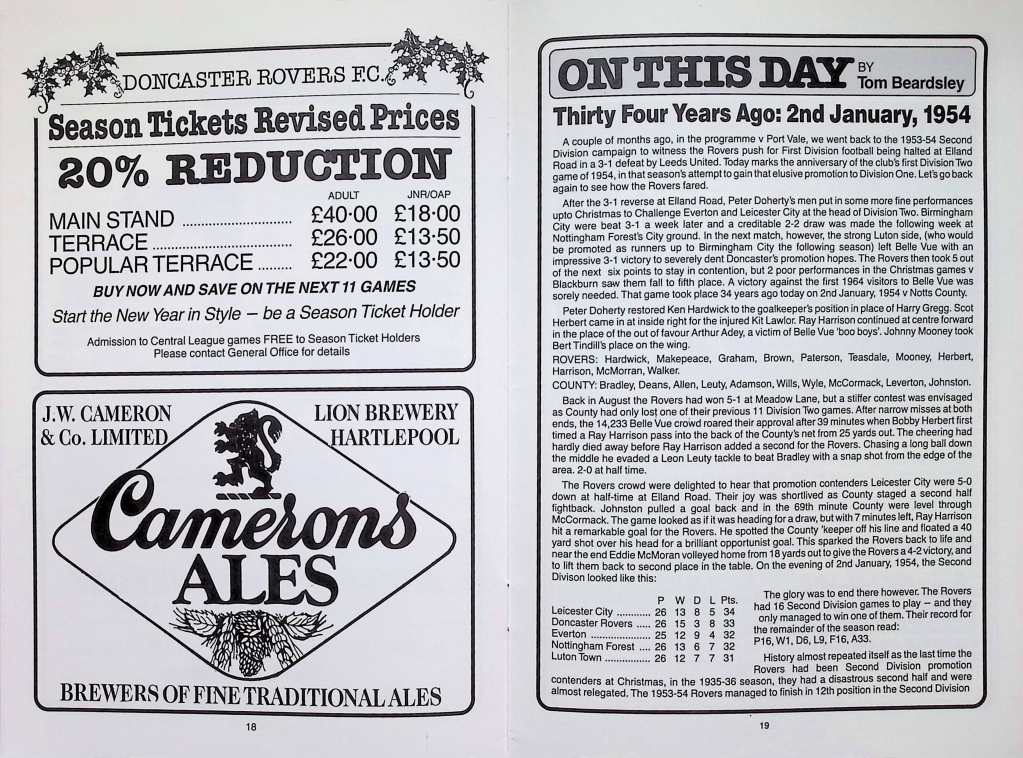 DONCASTER ROVERS F.C.
Season Tickets Revised Prices
20% REDUCTION
ADULT JNR/OAP
MAIN STAND ............................ £40·00 £18·00
TERRACE ................................... £26·00 £13·50
POPULAR TERRACE ......... £22·00 £13·50
BUY NOW AND SAVE ON THE NEXT 11 GAMES
Start the New Year in Style – be a Season Ticket Holder
Admission to Central League games FREE to Season Ticket Holders
Please contact General Office for details
J.W. CAMERON
& Co. LIMITED
LION BREWERY
HARTLEPOOL
Camerons
ALES
BREWERS OF FINE TRADITIONAL ALES
18
ON THIS DAY BY
Tom Beardsley
Thirty Four Years Ago: 2nd January, 1954
A couple of months ago, in the programme v Port Vale, we went back to the 1953-54 Second
Division campaign to witness the Rovers push for First Division football being halted at Elland
Road in a 3-1 defeat by Leeds United. Today marks the anniversary of the club's first Division Two
game of 1954, in that season's attempt to gain that elusive promotion to Division One. Let's go back
again to see how the Rovers fared.
After the 3-1 reverse at Elland Road, Peter Doherty's men put in some more fine performances
upto Christmas to Challenge Everton and Leicester City at the head of Division Two. Birmingham
City were beat 3-1 a week later and a creditable 2-2 draw was made the following week at
Nottingham Forest's City ground. In the next match, however, the strong Luton side, (who would
be promoted as runners up to Birmingham City the following season) left Belle Vue with an
impressive 3-1 victory to severely dent Doncaster's promotion hopes. The Rovers then took 5 out
of the next six points to stay in contention, but 2 poor performances in the Christmas games v
Blackburn saw them fall to fifth place. A victory against the first 1964 visitors to Belle Vue was
sorely needed. That game took place 34 years ago today on 2nd January, 1954 v Notts County.
Peter Doherty restored Ken Hardwick to the goalkeeper's position in place of Harry Gregg. Scot
Herbert came in at inside right for the injured Kit Lawlor. Ray Harrison continued at centre forward
in the place of the out of favour Arthur Adey, a victim of Belle Vue 'boo boys'. Johnny Mooney took
Bert Tindill's place on the wing.
ROVERS: Hardwick, Makepeace, Graham, Brown, Paterson, Teasdale, Mooney, Herbert,
Harrison, McMorran, Walker.
COUNTY: Bradley, Deans, Allen, Leuty, Adamson, Wills, Wyle, McCormack, Leverton, Johnston.
Back in August the Rovers had won 5-1 at Meadow Lane, but a stiffer contest was envisaged
as County had only lost one of their previous 11 Division Two games. After narrow misses at both
ends, the 14,233 Belle Vue crowd roared their approval after 39 minutes when Bobby Herbert first
timed a Ray Harrison pass into the back of the County's net from 25 yards out. The cheering had
hardly died away before Ray Harrison added a second for the Rovers. Chasing a long ball down
the middle he evaded a Leon Leuty tackle to beat Bradley with a snap shot from the edge of the
area. 2-0 at half time.
The Rovers crowd were delighted to hear that promotion contenders Leicester City were 5-0
down at half-time at Elland Road. Their joy was shortlived as County staged a second half
fightback. Johnston pulled a goal back and in the 69th minute County were level through
McCormack. The game looked as if it was heading for a draw, but with 7 minutes left, Ray Harrison
hit a remarkable goal for the Rovers. He spotted the County 'keeper off his line and floated a 40
yard shot over his head for a brilliant opportunist goal. This sparked the Rovers back to life and
near the end Eddie McMoran volleyed home from 18 yards out to give the Rovers a 4-2 victory, and
to lift them back to second place in the table. On the evening of 2nd January, 1954, the Second
Divison looked like this:
P W D L Pts.
Leicester City ............ 26 13 8 5 34
Doncaster Rovers ..... 26 15 3 8 33
Everton ..................... 25 12 9 4 32
Nottingham Forest .... 26 13 6 7 32
Luton Town ................ 26 12 7 7 31
The glory was to end there however. The Rovers
had 16 Second Division games to play – and they
only managed to win one of them. Their record for
the remainder of the season read:
P16, W1, D6, L9, F16, A33.
History almost repeated itself as the last time the
Rovers had been Second Division promotion
contenders at Christmas, in the 1935-36 season, they had a disastrous second half and were
almost relegated. The 1953-54 Rovers managed to finish in 12th position in the Second Division
19